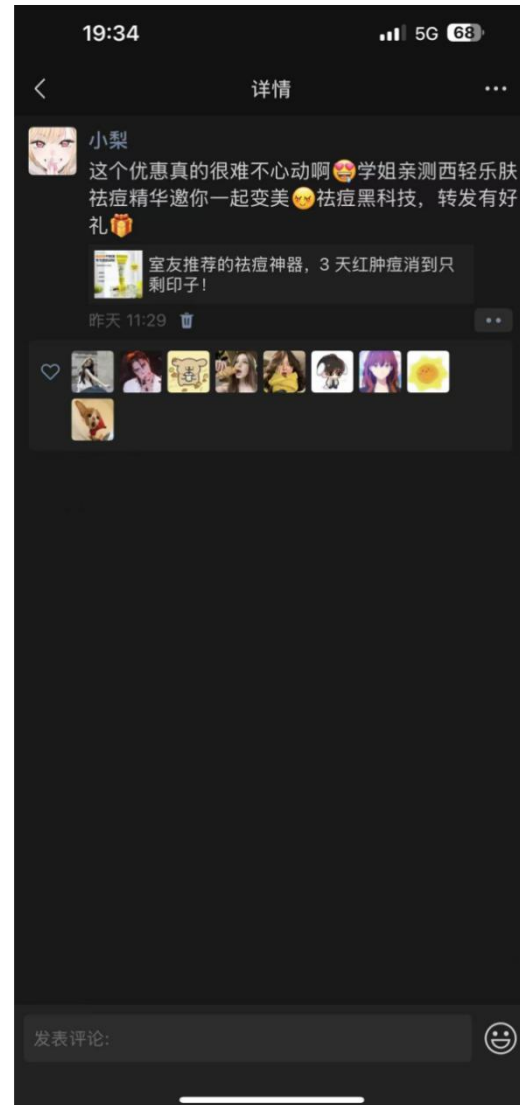 19:34
5G 68
详情
小梨
这个优惠真的很难不心动啊😍学姐亲测西轻乐肤
祛痘精华邀你一起变美🥳祛痘黑科技，转发有好
礼🎁
室友推荐的祛痘神器，3 天红肿痘消到只
剩印子！
昨天 11:29
发表评论: